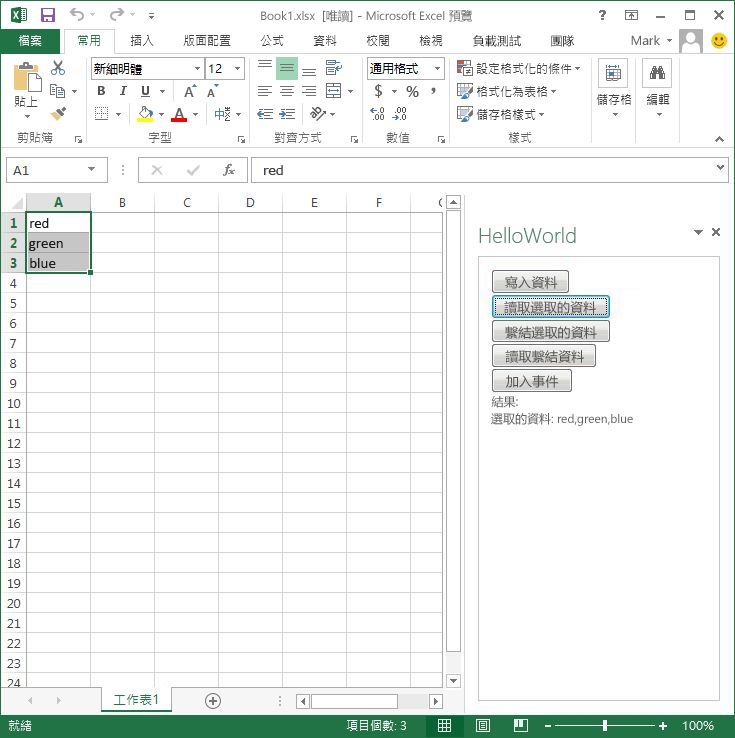 Book1.xlsx [唯讀] - Microsoft Excel 預覽
檔案 常用 插入 版面配置 公式 資料 校閱 檢視 負載測試 團隊 Mark
貼上
新細明體 12
B I U A A
A 中
通用格式
$ % ,
.00 .0
設定格式化的條件
格式化為表格
儲存格樣式
儲存格
編輯
剪貼簿 字型 對齊方式 數值 樣式
A1 fx red
A B C D E F
1 red
2 green
3 blue
4
5
6
7
8
9
10
11
12
13
14
15
16
17
18
19
20
21
22
23
24
HelloWorld
寫入資料
讀取選取的資料
繫結選取的資料
讀取繫結資料
加入事件
結果:
選取的資料: red,green,blue
工作表1
就緒 項目個數: 3 100%